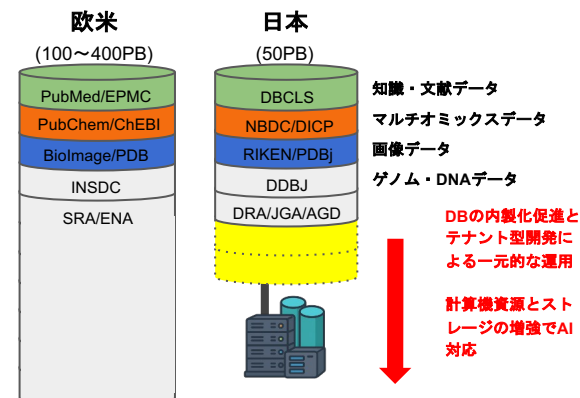 欧米
(100～400PB)
PubMed/EPMC
PubChem/ChEBI
BioImage/PDB
INSDC
SRA/ENA
日本
(50PB)
DBCLS
NBDC/DICP
RIKEN/PDBj
DDBJ
DRA/JGA/AGD
知識・文献データ
マルチオミックスデータ
画像データ
ゲノム・DNAデータ
DBの内製化促進と
テナント型開発に
よる一元的な運用
計算機資源とスト
レージの増強でAI
対応